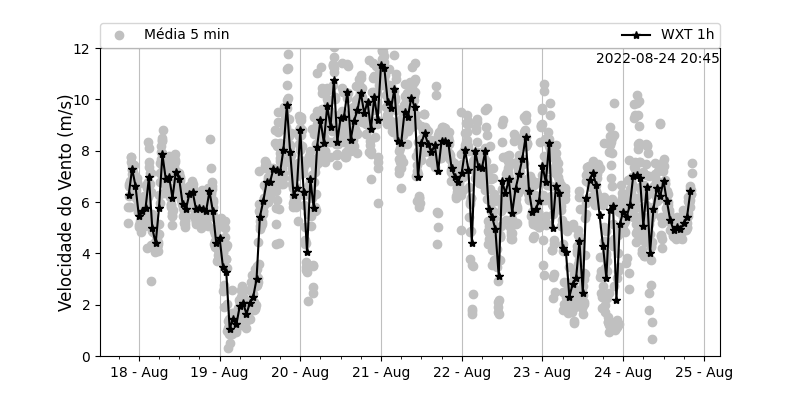 Média 5 min
WXT 1h
2022-08-24 20:45
Velocidade do Vento (m/s)
12
10
8
6
4
2
0
18 - Aug
19 - Aug
20 - Aug
21 - Aug
22 - Aug
23 - Aug
24 - Aug
25 - Aug